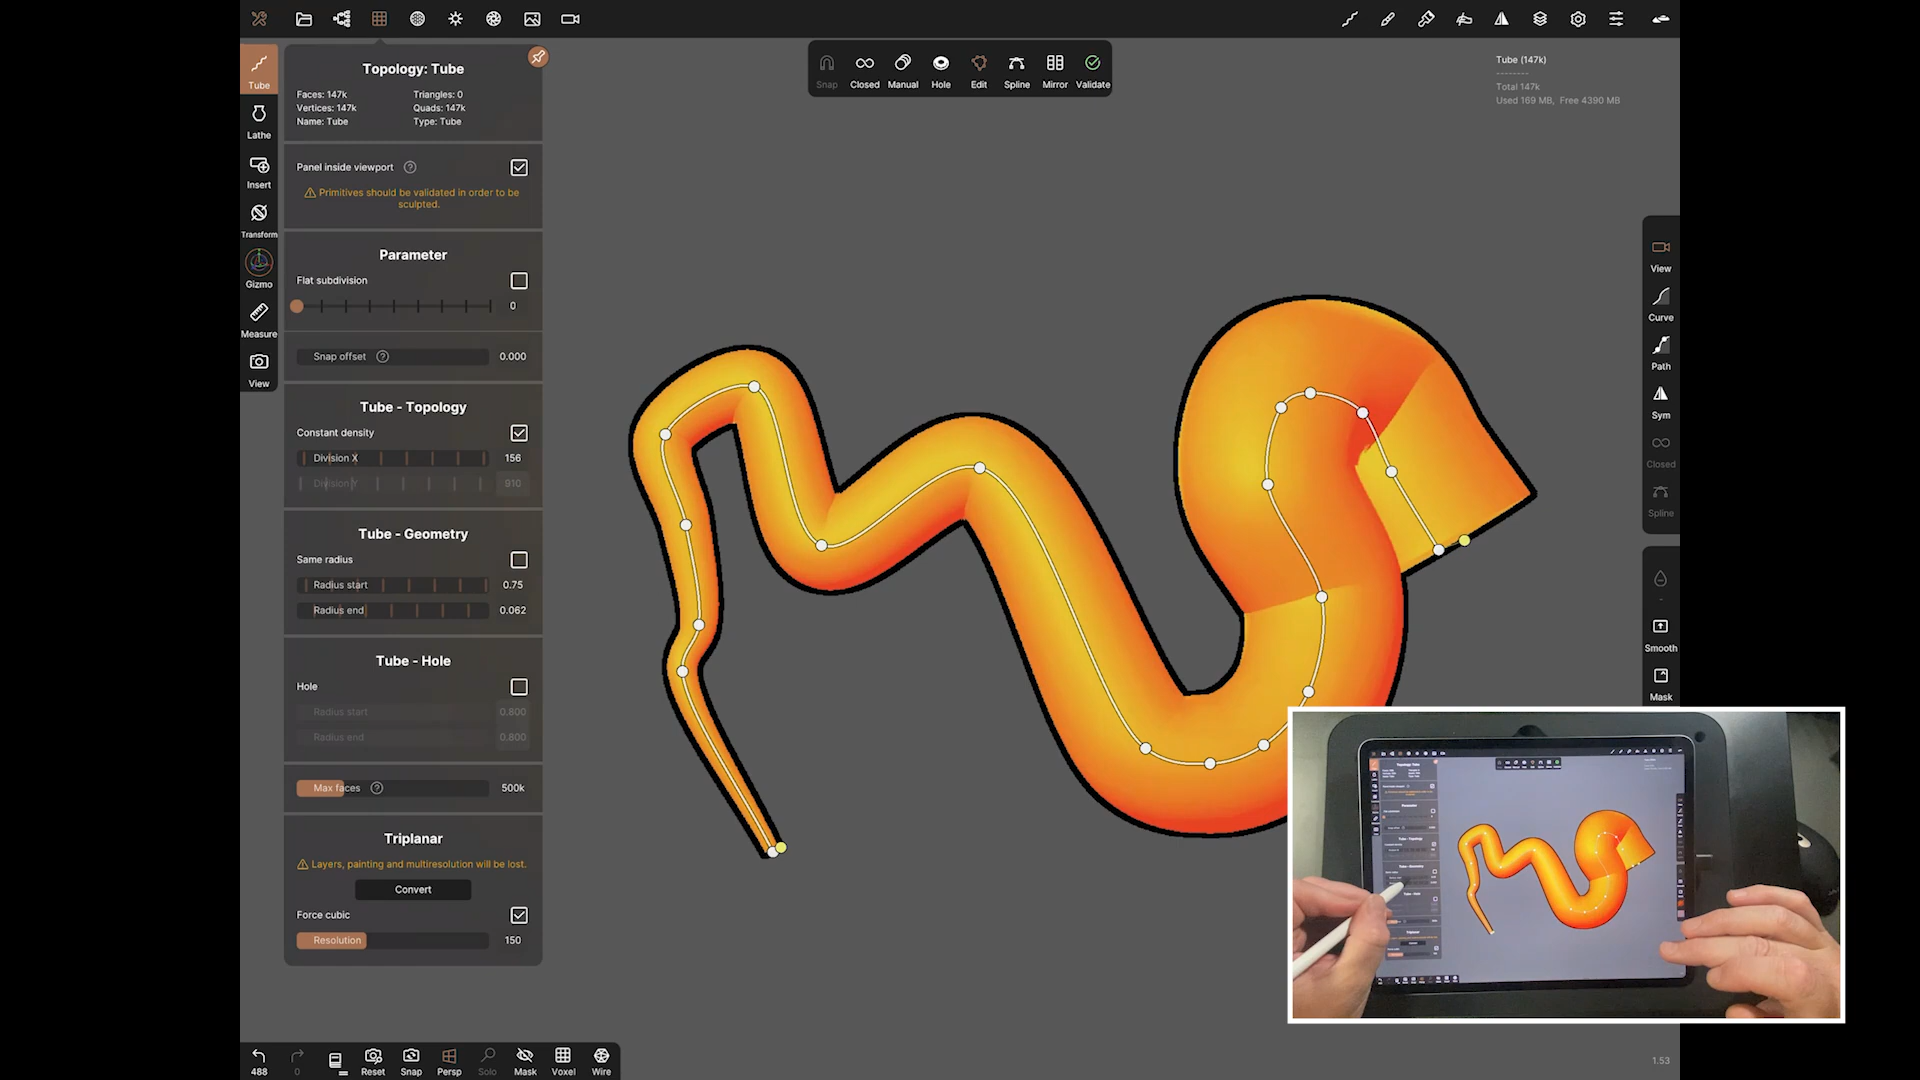 Tube
Lathe
Insert
Transform
Gizmo
Measure
View
Topology: Tube
Faces: 147k
Triangles: 0
Vertices: 147k
Quads: 147k
Name: Tube
Type: Tube
Panel inside viewport ?
Primitives should be validated in order to be
sculpted.
Parameter
Flat subdivision
0
Snap offset ? 0.000
Tube - Topology
Constant density
Division X 156
Division Y 910
Tube - Geometry
Same radius
Radius start 0.75
Radius end 0.062
Tube - Hole
Hole
Radius start 0.800
Radius end 0.800
Max faces ? 500k
Triplanar
Layers, painting and multiresolution will be lost.
Convert
Force cubic
Resolution 150
Snap Closed Manual Hole Edit Spline Mirror Validate
Tube (147k)
--------
Total 147k
Used 169 MB, Free 4390 MB
View
Curve
Path
Sym
Closed
Spline
-
Smooth
Mask
488 0 Reset Snap Persp Solo Mask Voxel Wire
1.53